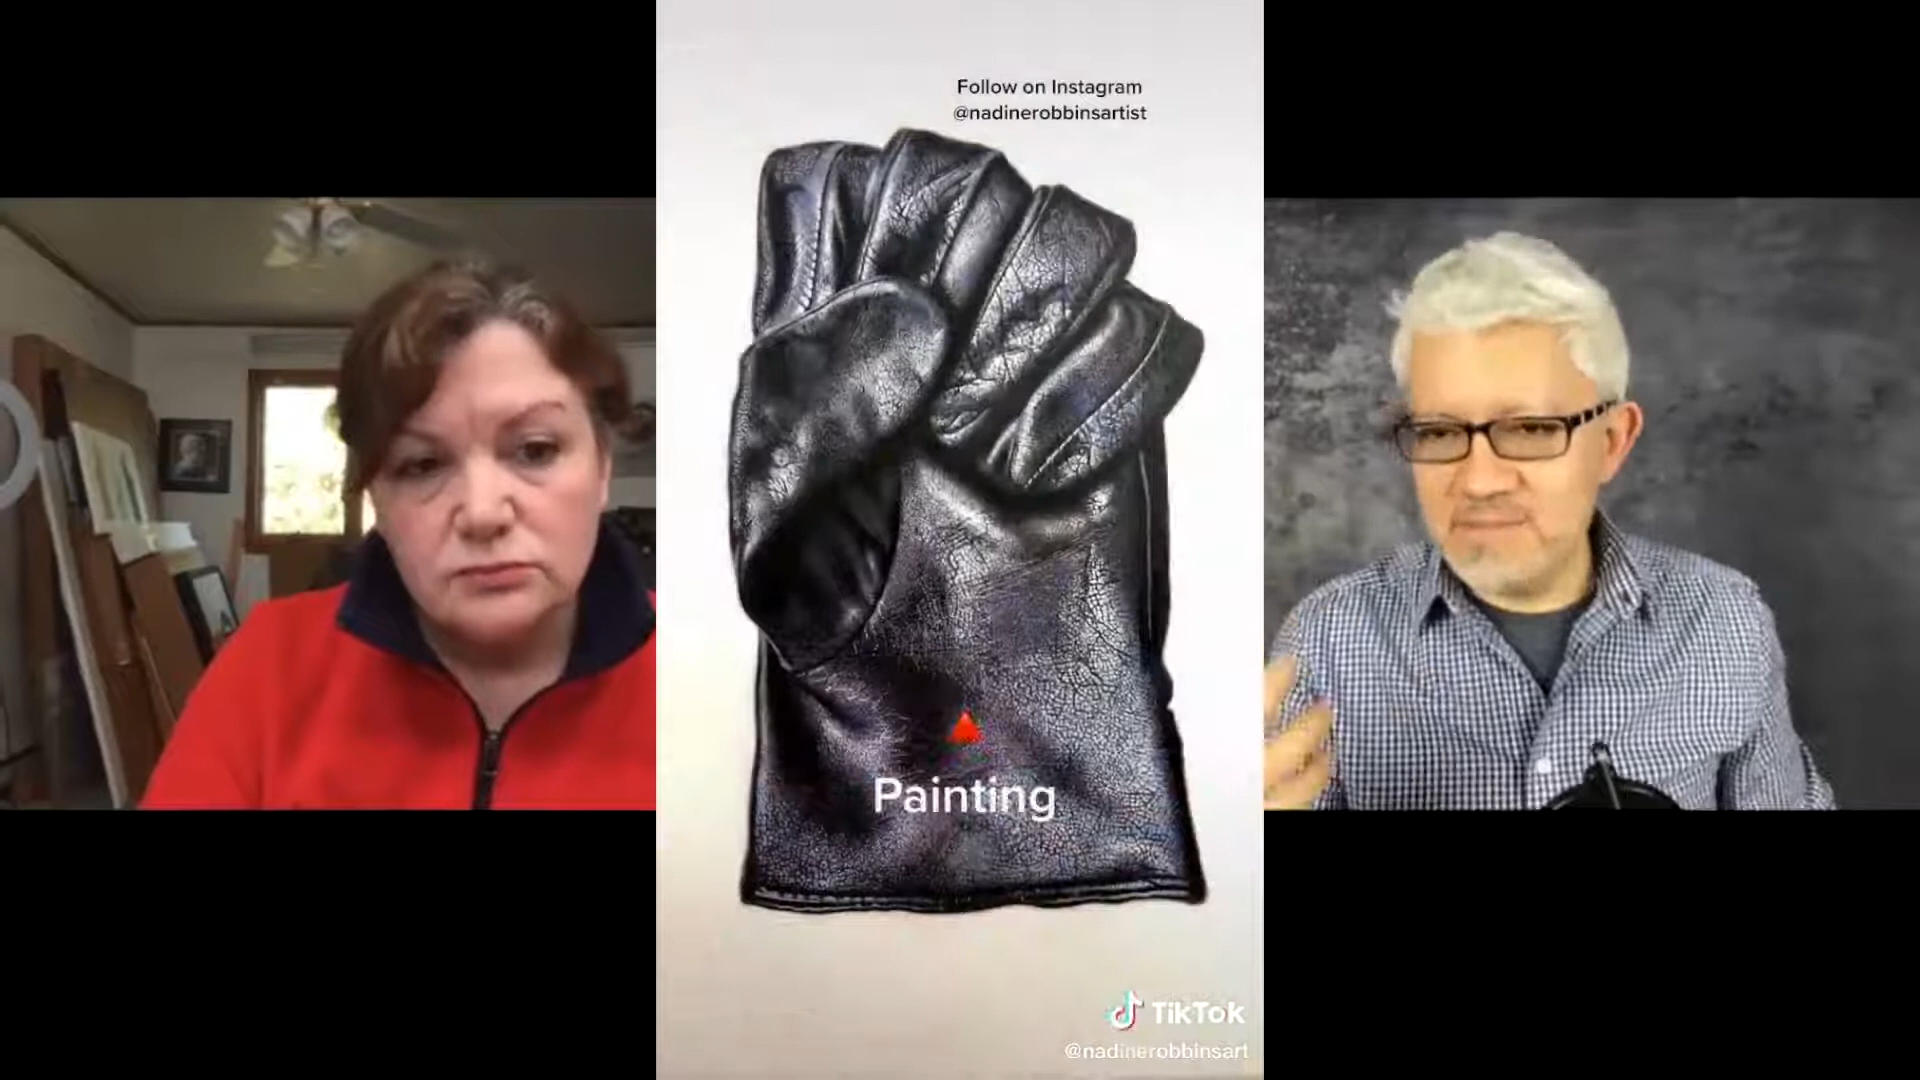 Follow on Instagram
@nadinerobbinsartist
Painting
TikTok
@nadinerobbinsart